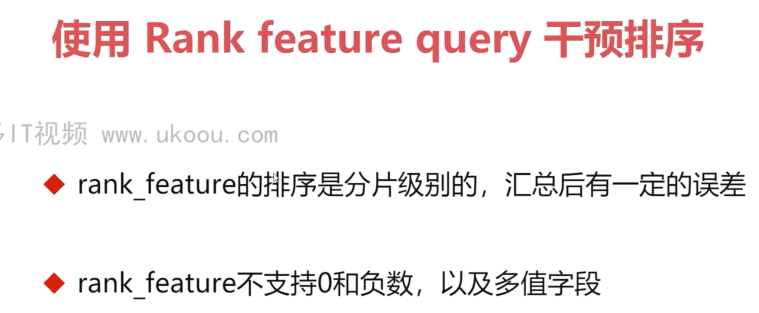 使用 Rank feature query 干预排序
IT视频 www.ukoou.com
rank_feature的排序是分片级别的，汇总后有一定的误差
rank_feature不支持0和负数，以及多值字段